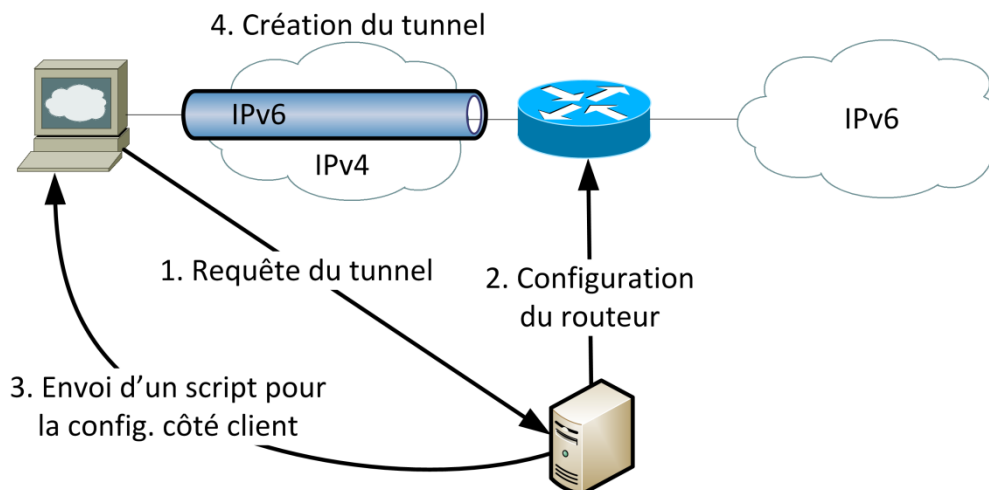 4. Création du tunnel
IPv6
IPv4
IPv6
1. Requête du tunnel
2. Configuration
du routeur
3. Envoi d'un script pour
la config. côté client